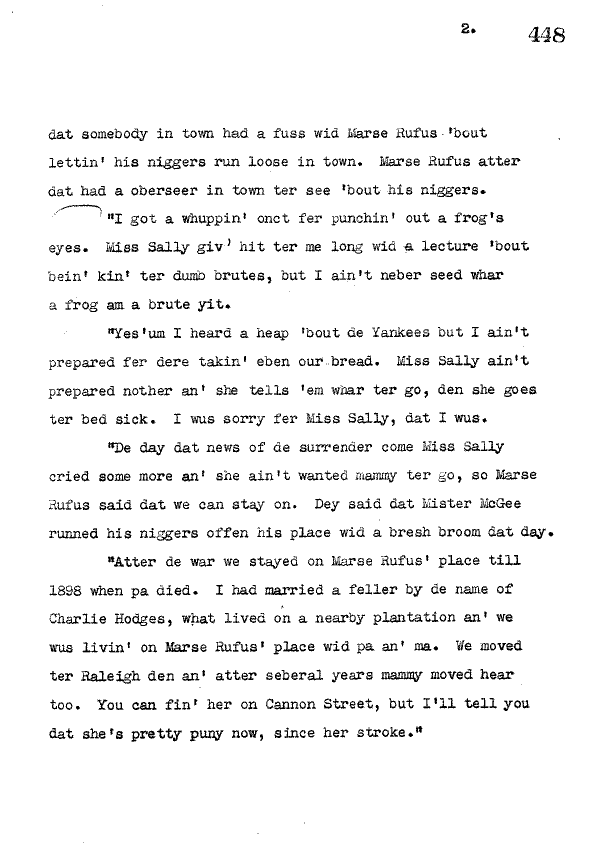 2. 448
dat somebody in town had a fuss wid Marse Rufus 'bout
lettin' his niggers run loose in town. Marse Rufus atter
dat had a oberseer in town ter see 'bout his niggers.
"I got a whuppin' onct fer punchin' out a frog's
eyes. Miss Sally giv' hit ter me long wid a lecture 'bout
bein' kin' ter dumb brutes, but I ain't neber seed whar
a frog am a brute yit.
"Yes'um I heard a heap 'bout de Yankees but I ain't
prepared fer dere takin' eben our bread. Miss Sally ain't
prepared nother an' she tells 'em whar ter go, den she goes
ter bed sick. I wus sorry fer Miss Sally, dat I wus.
"De day dat news of de surrender come Miss Sally
cried some more an' she ain't wanted mammy ter go, so Marse
Rufus said dat we can stay on. Dey said dat Mister McGee
runned his niggers offen his place wid a bresh broom dat day.
"Atter de war we stayed on Marse Rufus' place till
1898 when pa died. I had married a feller by de name of
Charlie Hodges, what lived on a nearby plantation an' we
wus livin' on Marse Rufus' place wid pa an' ma. We moved
ter Raleigh den an' atter seberal years mammy moved hear
too. You can fin' her on Cannon Street, but I'll tell you
dat she's pretty puny now, since her stroke."